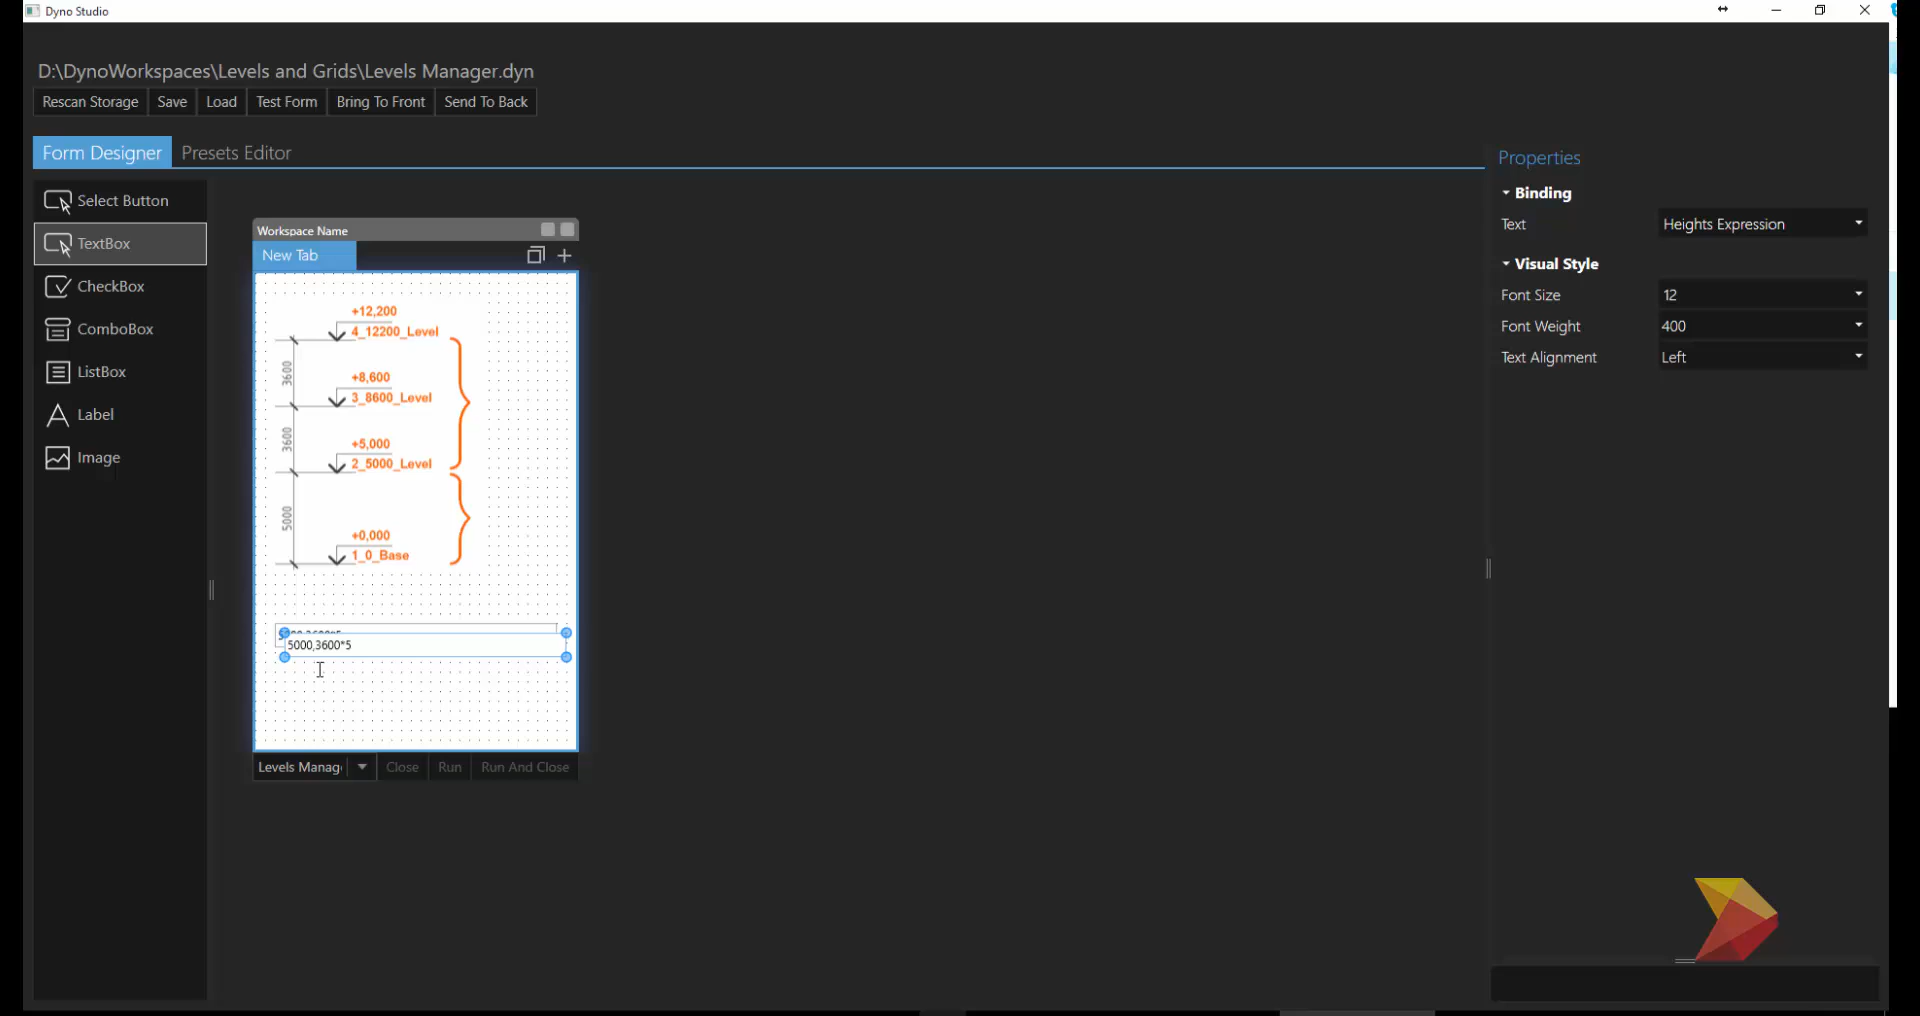 Dyno Studio
D:\DynoWorkspaces\Levels and Grids\Levels Manager.dyn
Rescan Storage Save Load Test Form Bring To Front Send To Back
Form Designer Presets Editor
Properties
Select Button
TextBox
CheckBox
ComboBox
ListBox
Label
Image
Workspace Name
New Tab
+12,200
4_12200_Level
3600
+8,600
3_8600_Level
3600
+5,000
2_5000_Level
5000
+0,000
1_0_Base
5000,3600*5
Levels Manag Close Run Run And Close
Binding
Text Heights Expression
Visual Style
Font Size 12
Font Weight 400
Text Alignment Left